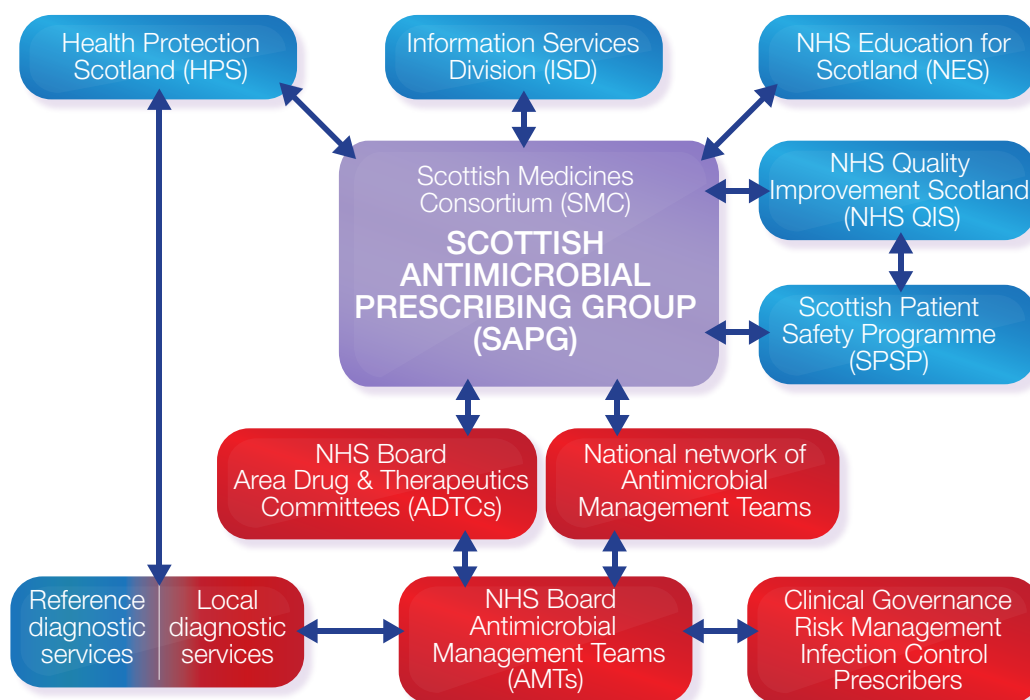 Health Protection
Scotland (HPS)
Information Services
Division (ISD)
NHS Education for
Scotland (NES)
Scottish Medicines
Consortium (SMC)
SCOTTISH
ANTIMICROBIAL
PRESCRIBING GROUP
(SAPG)
NHS Quality
Improvement Scotland
(NHS QIS)
Scottish Patient
Safety Programme
(SPSP)
NHS Board
Area Drug & Therapeutics
Committees (ADTCs)
National network of
Antimicrobial
Management Teams
Reference
diagnostic
services
Local
diagnostic
services
NHS Board
Antimicrobial
Management Teams
(AMTs)
Clinical Governance
Risk Management
Infection Control
Prescribers